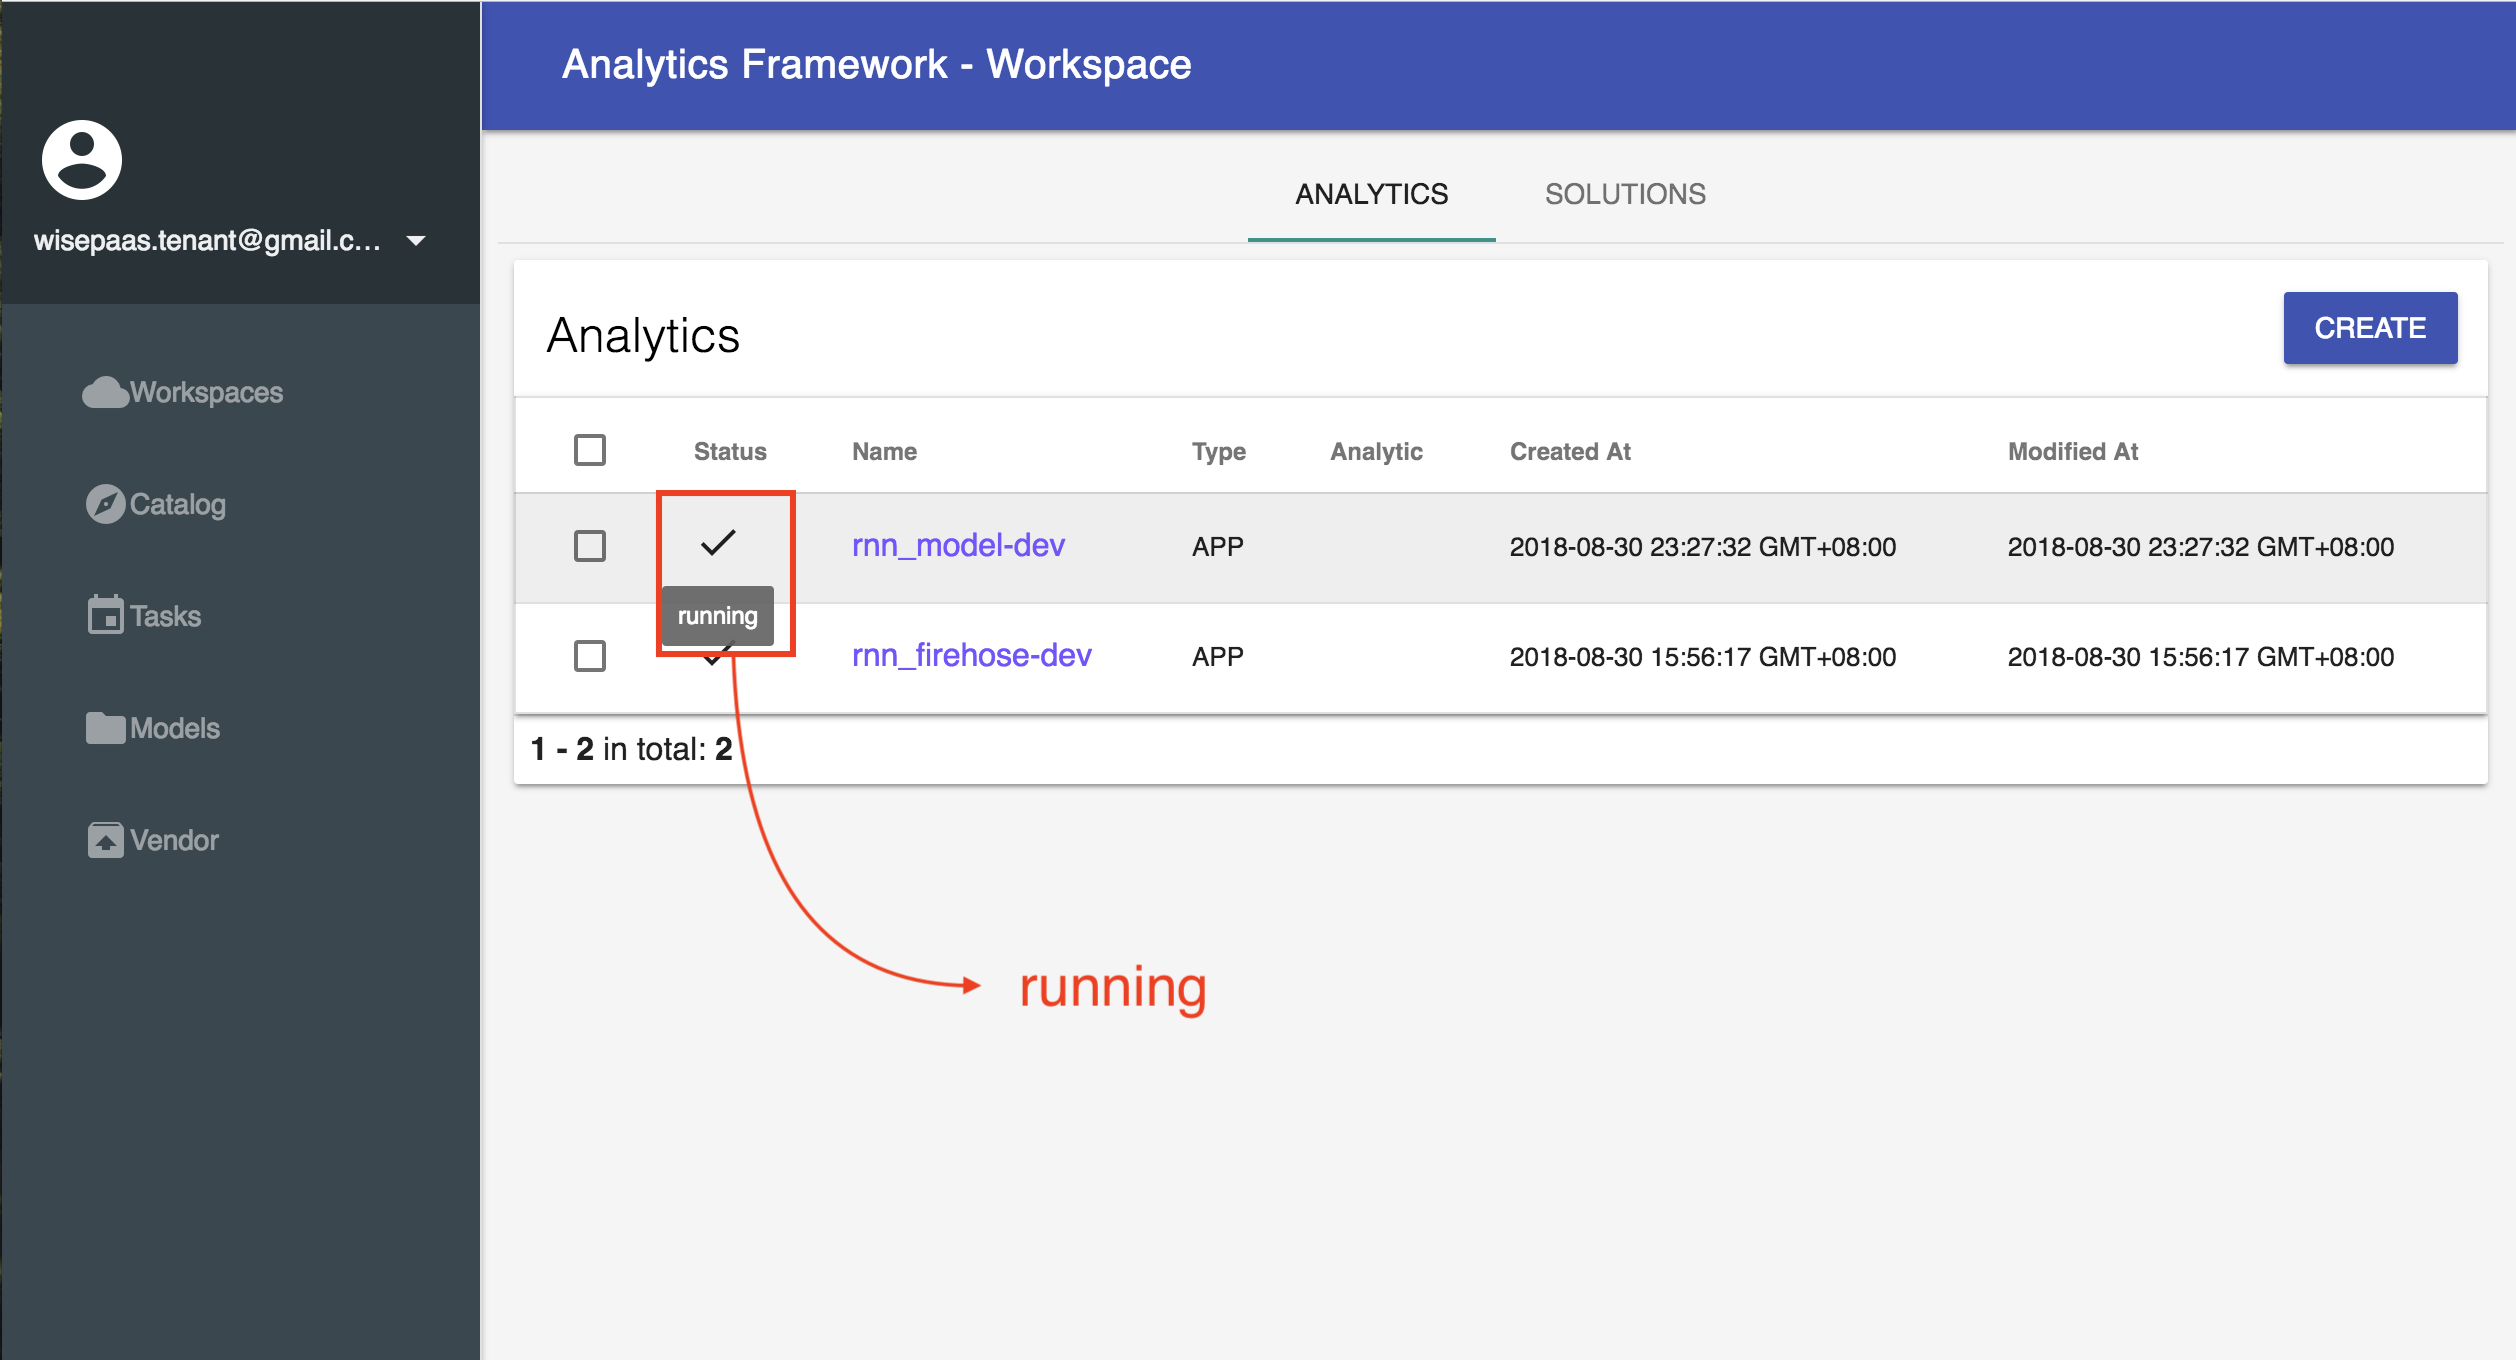 Analytics Framework - Workspace
wisepaas.tenant@gmail.c...
Workspaces
Catalog
Tasks
Models
Vendor
ANALYTICS SOLUTIONS
Analytics
CREATE
Status Name Type Analytic Created At Modified At
rnn_model-dev APP 2018-08-30 23:27:32 GMT+08:00 2018-08-30 23:27:32 GMT+08:00
running
rnn_firehose-dev APP 2018-08-30 15:56:17 GMT+08:00 2018-08-30 15:56:17 GMT+08:00
1 - 2 in total: 2
running